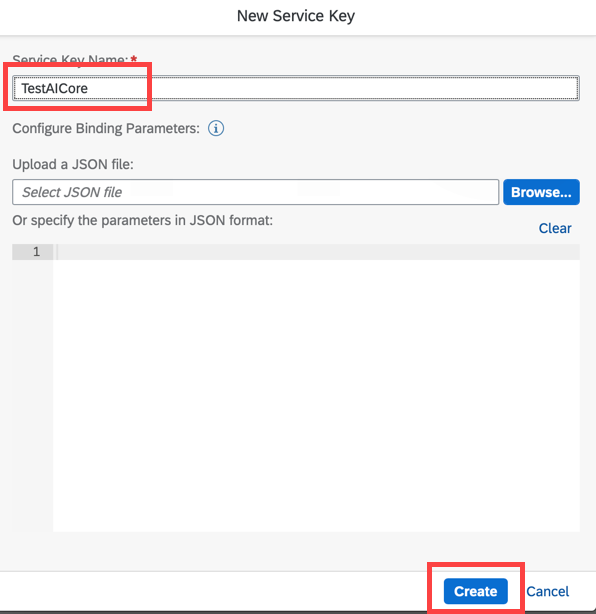 New Service Key
Service Key Name:*
TestAICore
Configure Binding Parameters:
Upload a JSON file:
Select JSON file
Browse...
Or specify the parameters in JSON format:
Clear
1
Create
Cancel